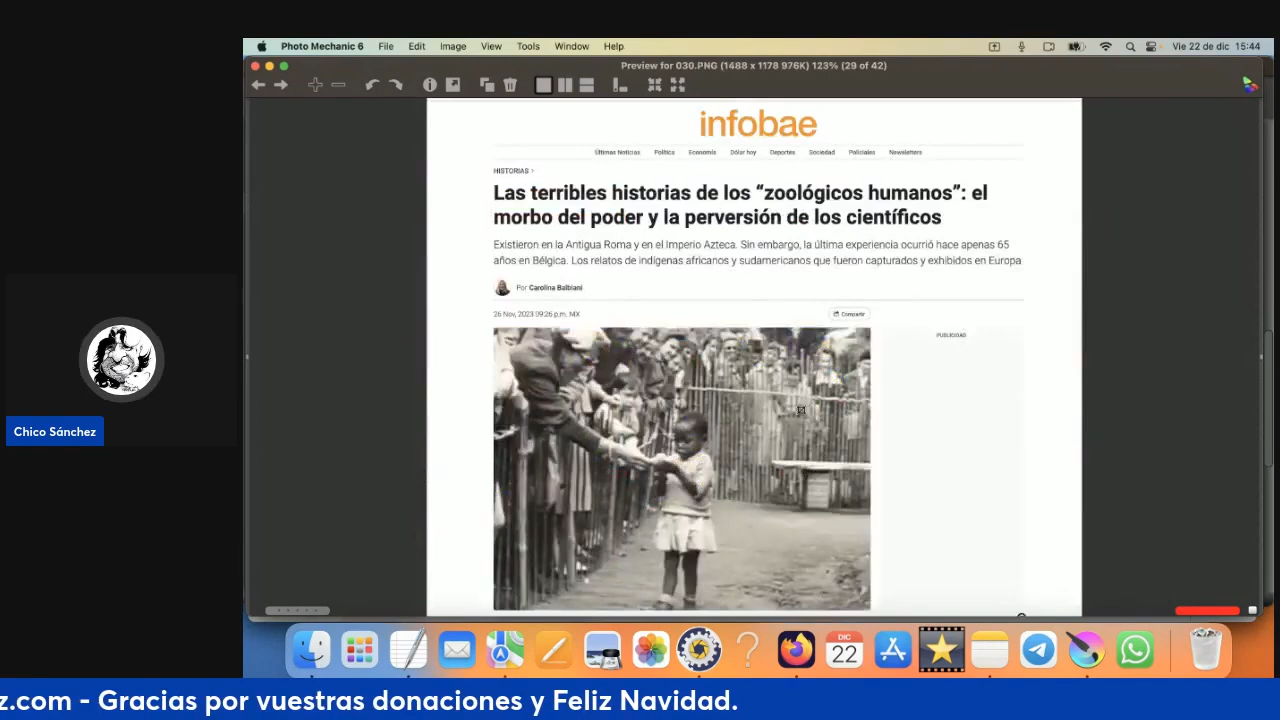 Photo Mechanic 6 File Edit Image View Tools Window Help Vie 22 de dic 15:44
Preview for 030.PNG (1488 x 1178 976K) 123% (29 of 42)
infobae
Últimas Noticias Política Economía Dólar hoy Deportes Sociedad Policiales Newsletters
HISTORIAS >
Las terribles historias de los “zoológicos humanos”: el
morbo del poder y la perversión de los científicos
Existieron en la Antigua Roma y en el Imperio Azteca. Sin embargo, la última experiencia ocurrió hace apenas 65
años en Bélgica. Los relatos de indígenas africanos y sudamericanos que fueron capturados y exhibidos en Europa
Por Carolina Balbiani
26 Nov, 2023 09:26 p.m. MX
Compartir
PUBLICIDAD
Chico Sánchez
DIC
22
z.com - Gracias por vuestras donaciones y Feliz Navidad.